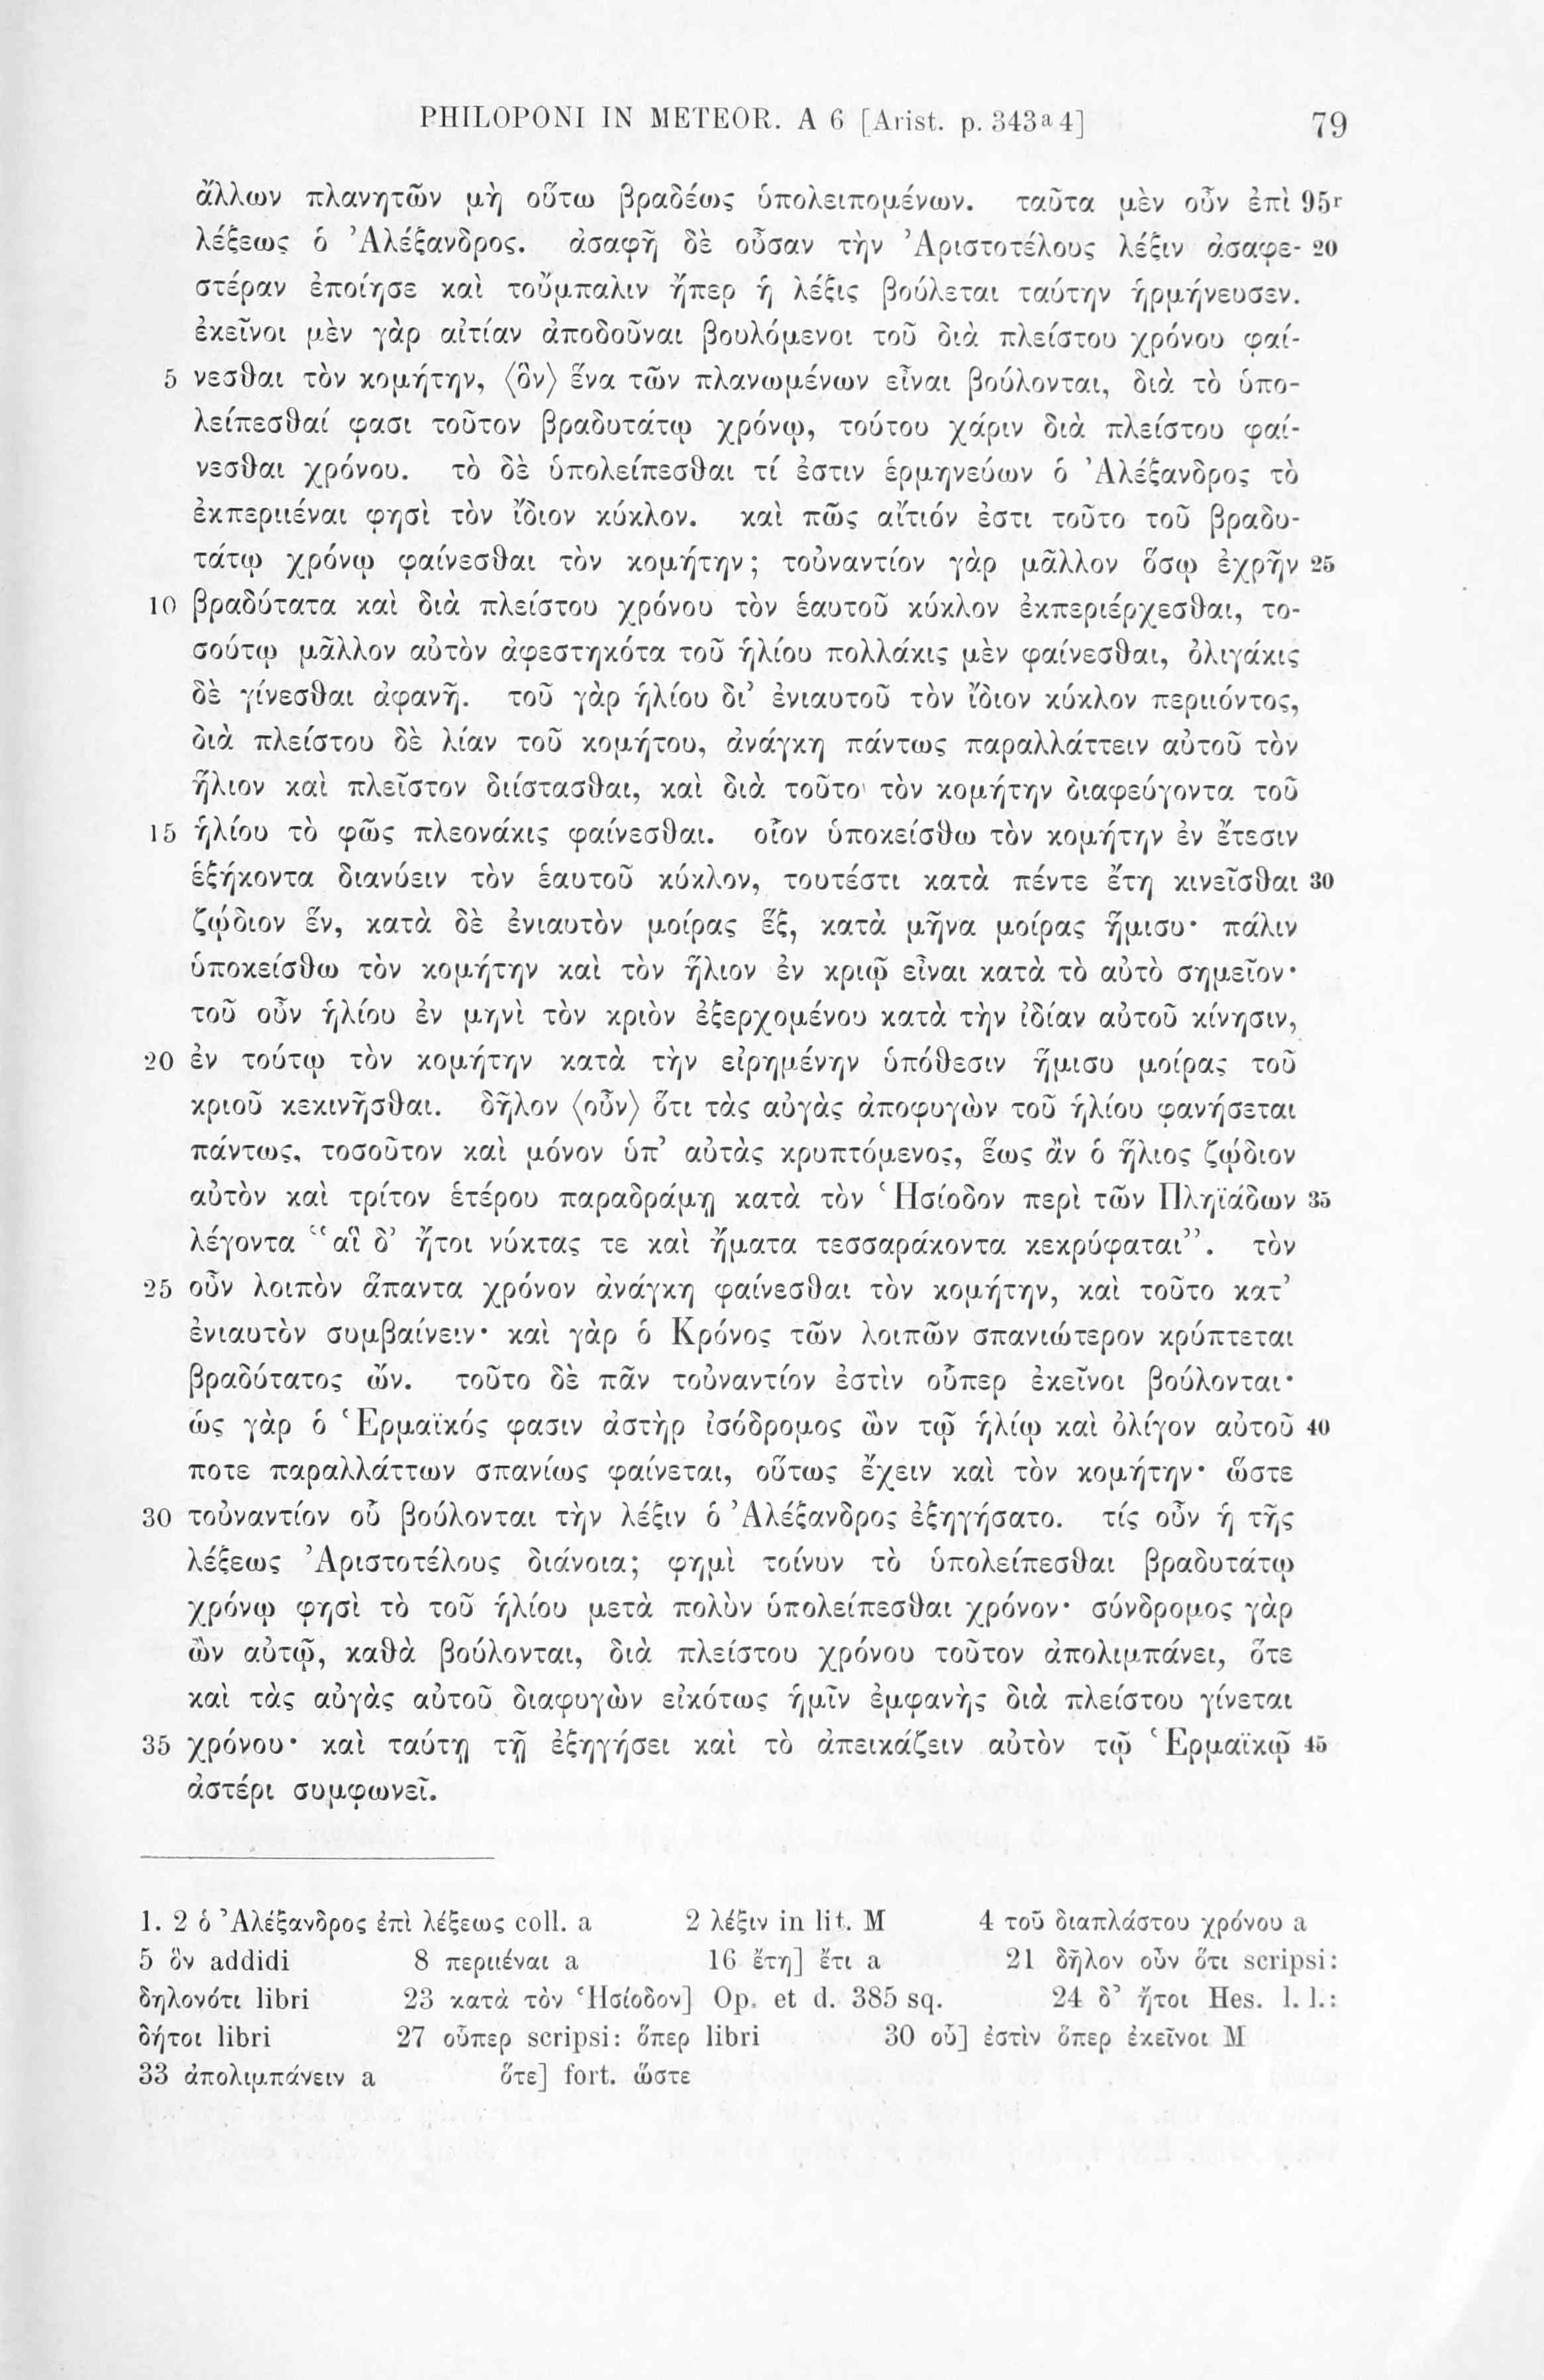 PHILOPONI IN METEOR. A 6 [Arist. p. 343ª 4] 79
ἄλλων πλανητῶν μὴ οὕτω βραδέως ὑπολειπομένων. ταῦτα μὲν οὖν ἐπὶ 95r
λέξεως ὁ Ἀλέξανδρος. ἀσαφῆ δὲ οὖσαν τὴν Ἀριστοτέλους λέξιν ἀσαφε- 20
στέραν ἐποίησε καὶ τοὔμπαλιν ἤπερ ἡ λέξις βούλεται ταύτην ἡρμήνευσεν.
ἐκεῖνοι μὲν γὰρ αἰτίαν ἀποδοῦναι βουλόμενοι τοῦ διὰ πλείστου χρόνου φαί-
5 νεσθαι τὸν κομήτην, ⟨ὃν⟩ ἕνα τῶν πλανωμένων εἶναι βούλονται, διὰ τὸ ὑπο-
λείπεσθαί φασι τοῦτον βραδυτάτῳ χρόνῳ, τούτου χάριν διὰ πλείστου φαί-
νεσθαι χρόνου. τὸ δὲ ὑπολείπεσθαι τί ἐστιν ἑρμηνεύων ὁ Ἀλέξανδρος τὸ
ἐκπεριιέναι φησὶ τὸν ἴδιον κύκλον. καὶ πῶς αἴτιόν ἐστι τοῦτο τοῦ βραδυ-
τάτῳ χρόνῳ φαίνεσθαι τὸν κομήτην; τοὐναντίον γὰρ μᾶλλον ὅσῳ ἐχρῆν 25
10 βραδύτατα καὶ διὰ πλείστου χρόνου τὸν ἑαυτοῦ κύκλον ἐκπεριέρχεσθαι, το-
σούτῳ μᾶλλον αὐτὸν ἀφεστηκότα τοῦ ἡλίου πολλάκις μὲν φαίνεσθαι, ὀλιγάκις
δὲ γίνεσθαι ἀφανῆ. τοῦ γὰρ ἡλίου δι’ ἐνιαυτοῦ τὸν ἴδιον κύκλον περιιόντος,
διὰ πλείστου δὲ λίαν τοῦ κομήτου, ἀνάγκη πάντως παραλλάττειν αὐτοῦ τὸν
ἥλιον καὶ πλεῖστον διίστασθαι, καὶ διὰ τοῦτο τὸν κομήτην διαφεύγοντα τοῦ
15 ἡλίου τὸ φῶς πλεονάκις φαίνεσθαι. οἷον ὑποκείσθω τὸν κομήτην ἐν ἔτεσιν
ἑξήκοντα διανύειν τὸν ἑαυτοῦ κύκλον, τουτέστι κατὰ πέντε ἔτη κινεῖσθαι 30
ζῴδιον ἕν, κατὰ δὲ ἐνιαυτὸν μοίρας ἕξ, κατὰ μῆνα μοίρας ἥμισυ· πάλιν
ὑποκείσθω τὸν κομήτην καὶ τὸν ἥλιον ἐν κριῷ εἶναι κατὰ τὸ αὐτὸ σημεῖον·
τοῦ οὖν ἡλίου ἐν μηνὶ τὸν κριὸν ἐξερχομένου κατὰ τὴν ἰδίαν αὐτοῦ κίνησιν,
20 ἐν τούτῳ τὸν κομήτην κατὰ τὴν εἰρημένην ὑπόθεσιν ἥμισυ μοίρας τοῦ
κριοῦ κεκινῆσθαι. δῆλον ⟨οὖν⟩ ὅτι τὰς αὐγὰς ἀποφυγὼν τοῦ ἡλίου φανήσεται
πάντως, τοσοῦτον καὶ μόνον ὑπ’ αὐτὰς κρυπτόμενος, ἕως ἂν ὁ ἥλιος ζῴδιον
αὐτὸν καὶ τρίτον ἑτέρου παραδράμῃ κατὰ τὸν Ἡσίοδον περὶ τῶν Πληϊάδων 35
λέγοντα “αἳ δ’ ἤτοι νύκτας τε καὶ ἤματα τεσσαράκοντα κεκρύφαται”. τὸν
25 οὖν λοιπὸν ἅπαντα χρόνον ἀνάγκη φαίνεσθαι τὸν κομήτην, καὶ τοῦτο κατ’
ἐνιαυτὸν συμβαίνειν· καὶ γὰρ ὁ Κρόνος τῶν λοιπῶν σπανιώτερον κρύπτεται
βραδύτατος ὤν. τοῦτο δὲ πᾶν τοὐναντίον ἐστὶν οὗπερ ἐκεῖνοι βούλονται·
ὡς γὰρ ὁ Ἑρμαϊκός φασιν ἀστὴρ ἰσόδρομος ὢν τῷ ἡλίῳ καὶ ὀλίγον αὐτοῦ 40
ποτε παραλλάττων σπανίως φαίνεται, οὕτως ἔχειν καὶ τὸν κομήτην· ὥστε
30 τοὐναντίον οὗ βούλονται τὴν λέξιν ὁ Ἀλέξανδρος ἐξηγήσατο. τίς οὖν ἡ τῆς
λέξεως Ἀριστοτέλους διάνοια; φημὶ τοίνυν τὸ ὑπολείπεσθαι βραδυτάτῳ
χρόνῳ φησὶ τὸ τοῦ ἡλίου μετὰ πολὺν ὑπολείπεσθαι χρόνον· σύνδρομος γὰρ
ὢν αὐτῷ, καθὰ βούλονται, διὰ πλείστου χρόνου τοῦτον ἀπολιμπάνει, ὅτε
καὶ τὰς αὐγὰς αὐτοῦ διαφυγὼν εἰκότως ἡμῖν ἐμφανὴς διὰ πλείστου γίνεται
35 χρόνου· καὶ ταύτῃ τῇ ἐξηγήσει καὶ τὸ ἀπεικάζειν αὐτὸν τῷ Ἑρμαϊκῷ 45
ἀστέρι συμφωνεῖ.
1. 2 ὁ Ἀλέξανδρος ἐπὶ λέξεως coll. a 2 λέξιν in lit. M 4 τοῦ διαπλάστου χρόνου a
5 ὃν addidi 8 περιιέναι a 16 ἔτη] ἔτι a 21 δῆλον οὖν ὅτι scripsi:
δηλονότι libri 23 κατὰ τὸν Ἡσίοδον] Op. et d. 385 sq. 24 δ’ ἤτοι Hes. l. l.:
δήτοι libri 27 οὗπερ scripsi: ὅπερ libri 30 οὗ] ἐστὶν ὅπερ ἐκεῖνοι M
33 ἀπολιμπάνειν a ὅτε] fort. ὥστε